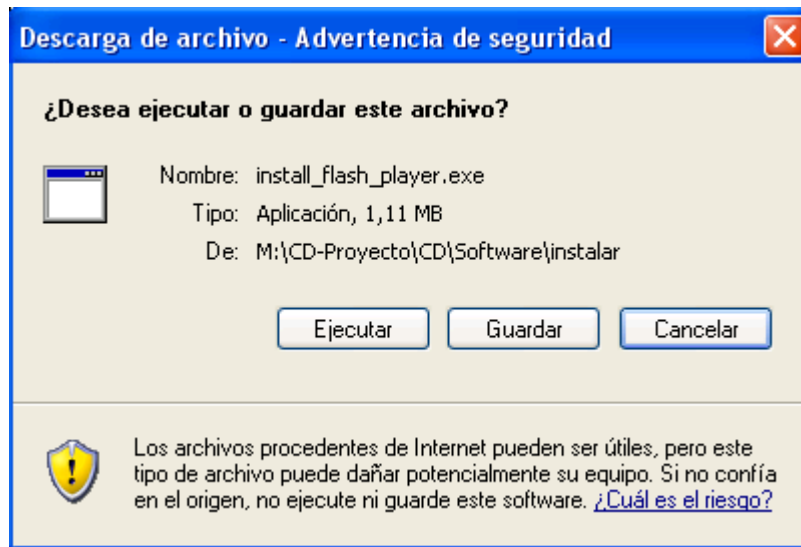 Descarga de archivo - Advertencia de seguridad
¿Desea ejecutar o guardar este archivo?
Nombre: install_flash_player.exe
Tipo: Aplicación, 1,11 MB
De: M:\CD-Proyecto\CD\Software\instalar
Ejecutar Guardar Cancelar
Los archivos procedentes de Internet pueden ser útiles, pero este
tipo de archivo puede dañar potencialmente su equipo. Si no confía
en el origen, no ejecute ni guarde este software. ¿Cuál es el riesgo?